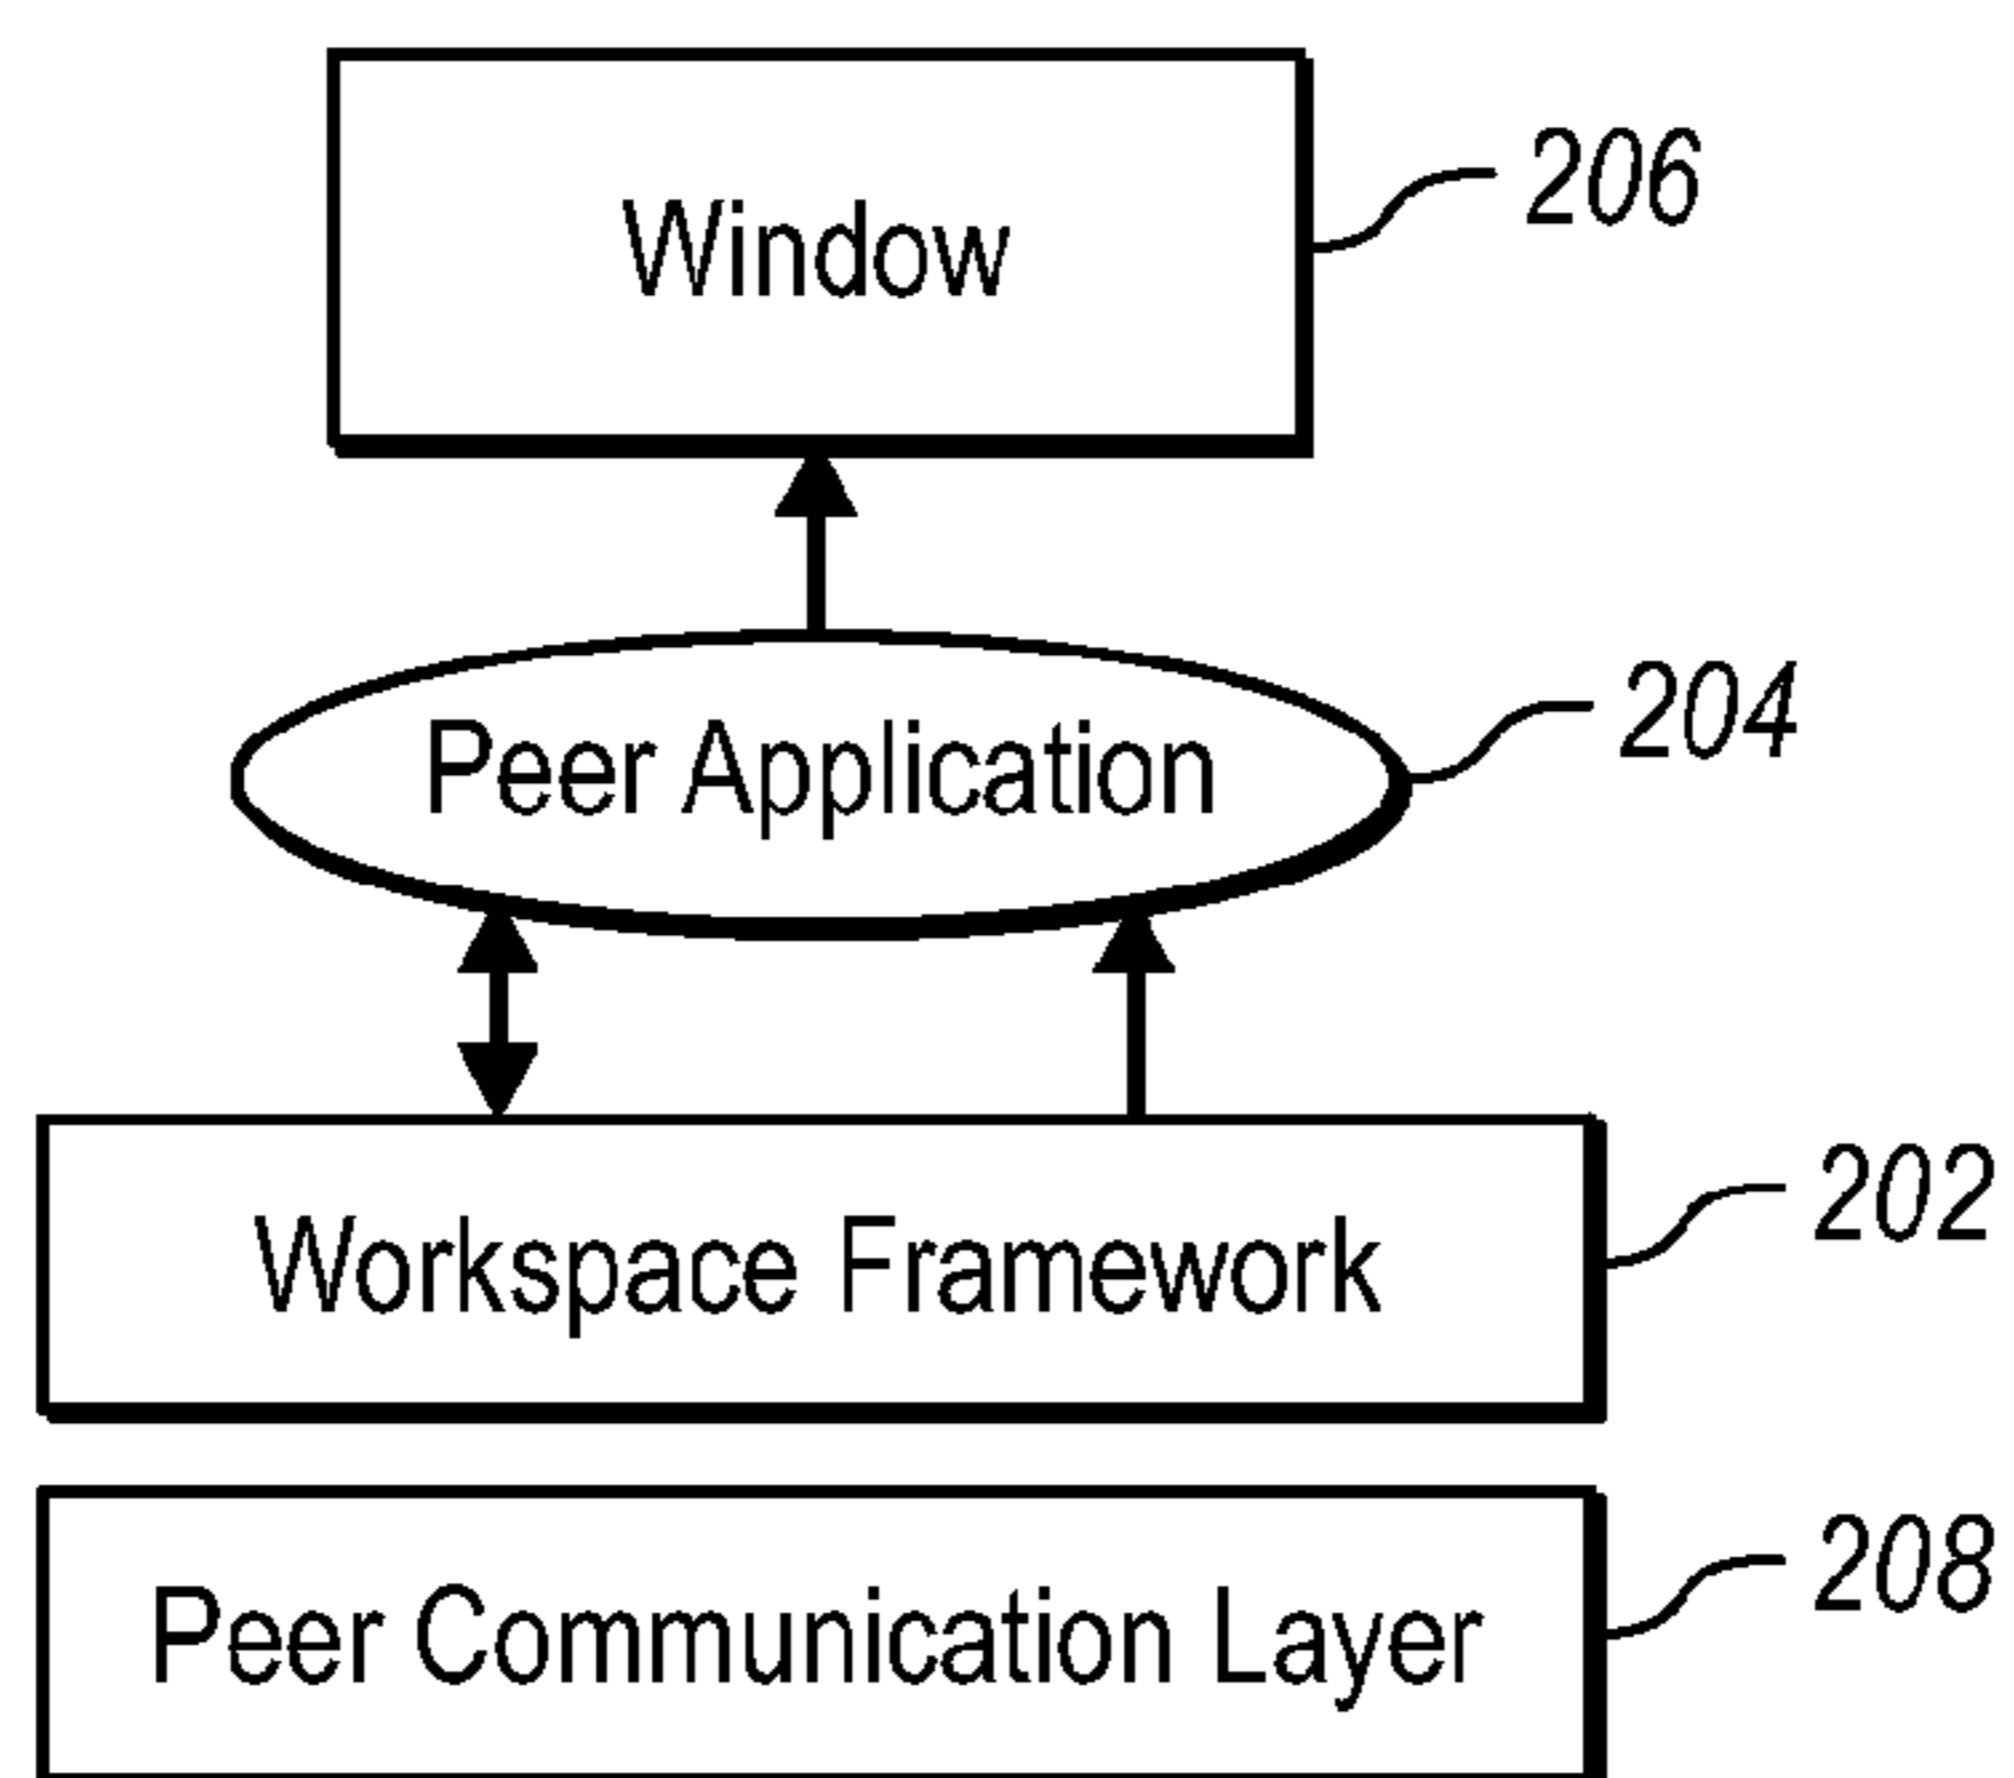 Window
206
Peer Application
204
Workspace Framework
202
Peer Communication Layer
208